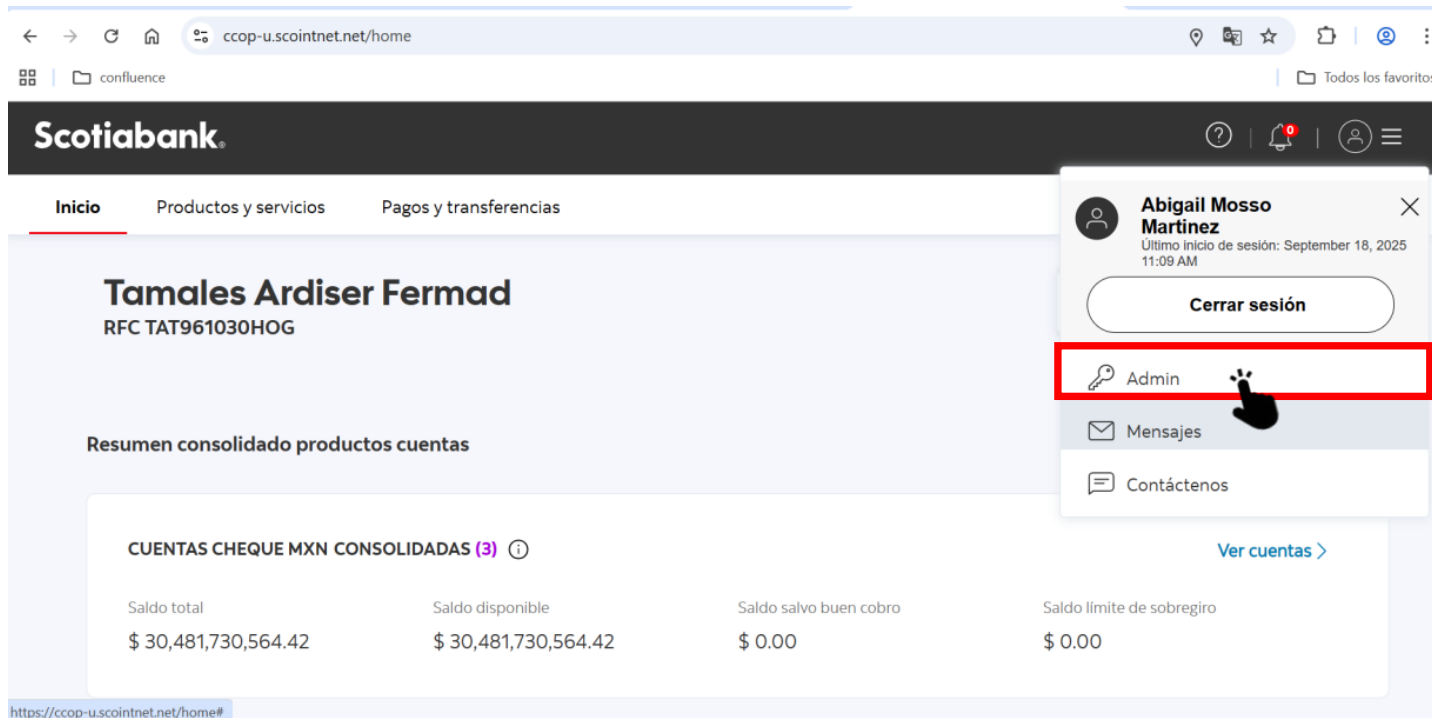 ccop-u.scointnet.net/home
confluence
Todos los favoritos
Scotiabank®
0
Inicio Productos y servicios Pagos y transferencias
Abigail Mosso
Martinez
Último inicio de sesión: September 18, 2025
11:09 AM
Cerrar sesión
Admin
Mensajes
Contáctenos
Tamales Ardiser Fermad
RFC TAT961030HOG
Resumen consolidado productos cuentas
CUENTAS CHEQUE MXN CONSOLIDADAS (3)
Ver cuentas
Saldo total Saldo disponible Saldo salvo buen cobro Saldo límite de sobregiro
$ 30,481,730,564.42 $ 30,481,730,564.42 $ 0.00 $ 0.00
https://ccop-u.scointnet.net/home#